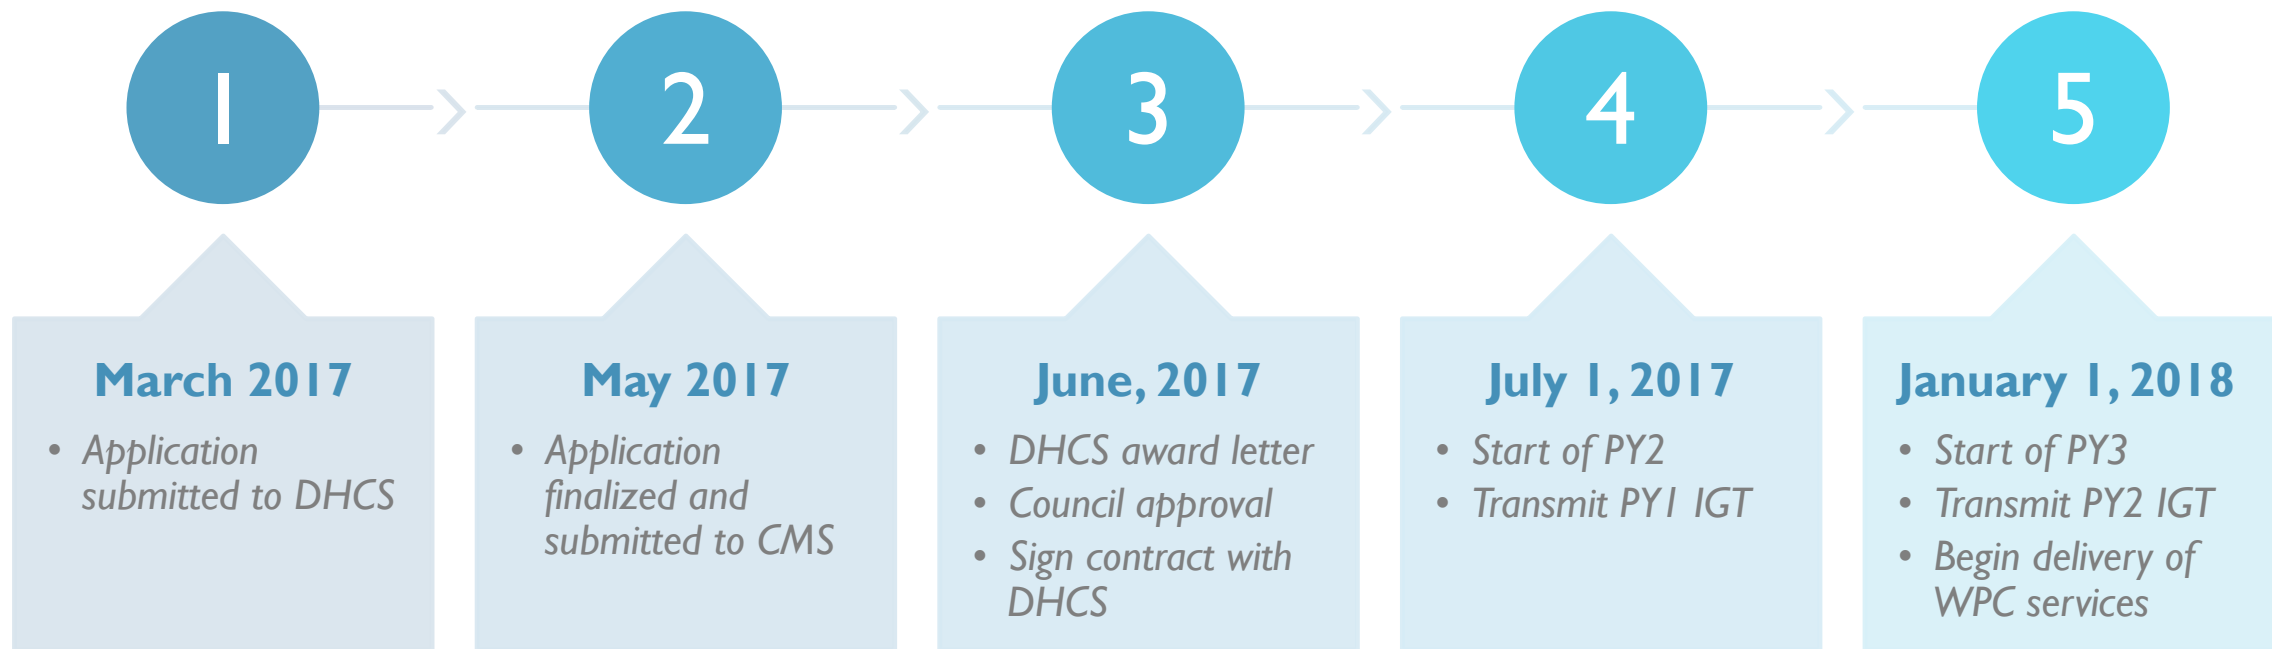 1
2
3
4
5
March 2017
• Application
submitted to DHCS
May 2017
• Application
finalized and
submitted to CMS
June, 2017
• DHCS award letter
• Council approval
• Sign contract with
DHCS
July 1, 2017
• Start of PY2
• Transmit PY1 IGT
January 1, 2018
• Start of PY3
• Transmit PY2 IGT
• Begin delivery of
WPC services